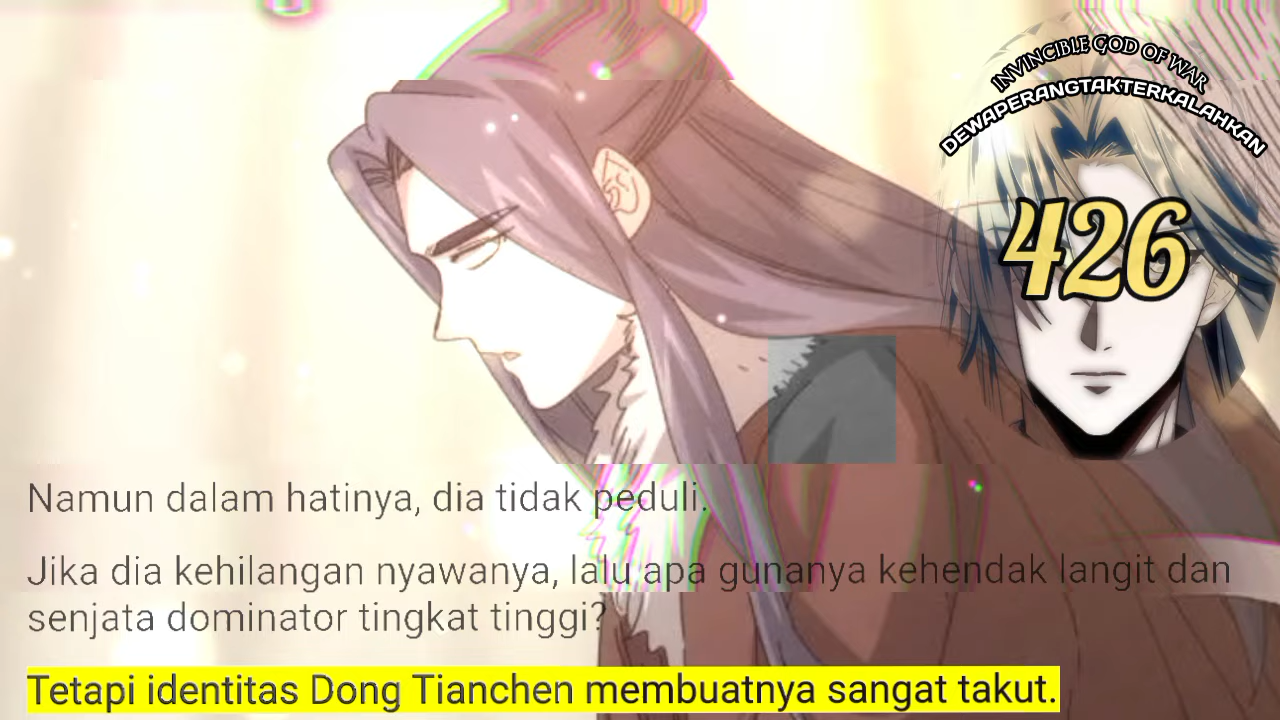 INVINCIBLE GOD OF WAR
DEWAPERANGTAKTERKALAHKAN
426
Namun dalam hatinya, dia tidak peduli.
Jika dia kehilangan nyawanya, lalu apa gunanya kehendak langit dan
senjata dominator tingkat tinggi?
Tetapi identitas Dong Tianchen membuatnya sangat takut.